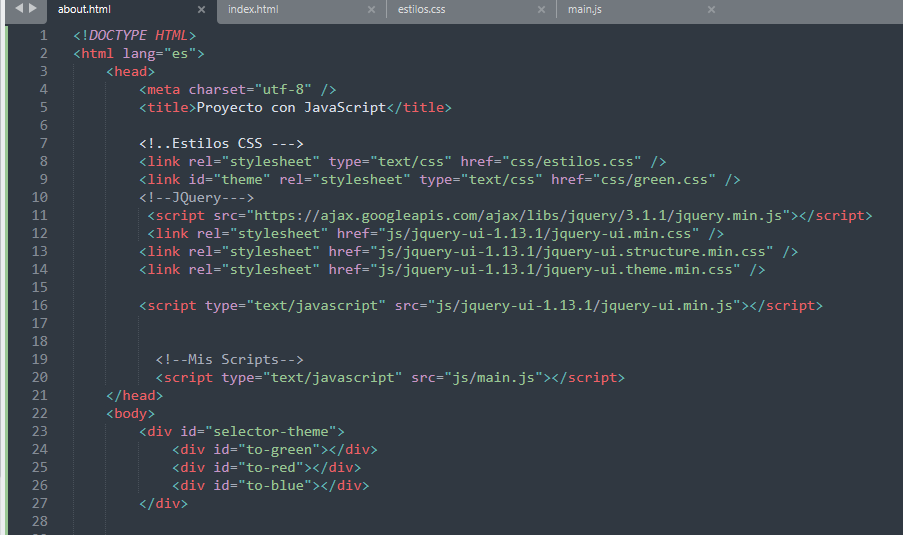 about.html × index.html × estilos.css × main.js ×
1 <!DOCTYPE HTML>
2 <html lang="es">
3 <head>
4 <meta charset="utf-8" />
5 <title>Proyecto con JavaScript</title>
6
7 <!..Estilos CSS --->
8 <link rel="stylesheet" type="text/css" href="css/estilos.css" />
9 <link id="theme" rel="stylesheet" type="text/css" href="css/green.css" />
10 <!--JQuery--->
11 <script src="https://ajax.googleapis.com/ajax/libs/jquery/3.1.1/jquery.min.js"></script>
12 <link rel="stylesheet" href="js/jquery-ui-1.13.1/jquery-ui.min.css" />
13 <link rel="stylesheet" href="js/jquery-ui-1.13.1/jquery-ui.structure.min.css" />
14 <link rel="stylesheet" href="js/jquery-ui-1.13.1/jquery-ui.theme.min.css" />
15
16 <script type="text/javascript" src="js/jquery-ui-1.13.1/jquery-ui.min.js"></script>
17
18
19 <!--Mis Scripts-->
20 <script type="text/javascript" src="js/main.js"></script>
21 </head>
22 <body>
23 <div id="selector-theme">
24 <div id="to-green"></div>
25 <div id="to-red"></div>
26 <div id="to-blue"></div>
27 </div>
28